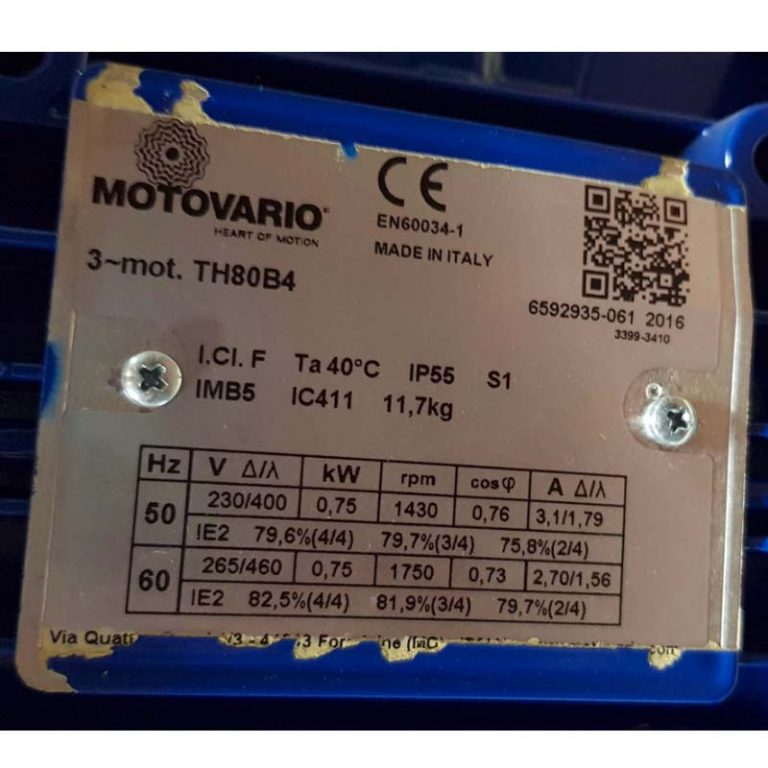 MOTOVARIO®
HEART OF MOTION
CE
EN60034-1
MADE IN ITALY
3~mot. TH80B4
6592935-061 2016
3399-3410
I.Cl. F Ta 40°C IP55 S1
IMB5 IC411 11,7kg
Hz V Δ/λ kW rpm cosφ A Δ/λ
50 230/400 0,75 1430 0,76 3,1/1,79
IE2 79,6%(4/4) 79,7%(3/4) 75,8%(2/4)
60 265/460 0,75 1750 0,73 2,70/1,56
IE2 82,5%(4/4) 81,9%(3/4) 79,7%(2/4)
Via